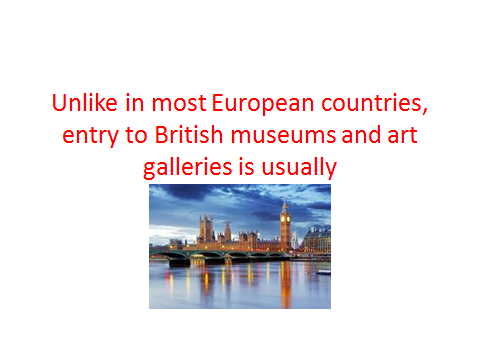 Unlike in most European countries,
entry to British museums and art
galleries is usually